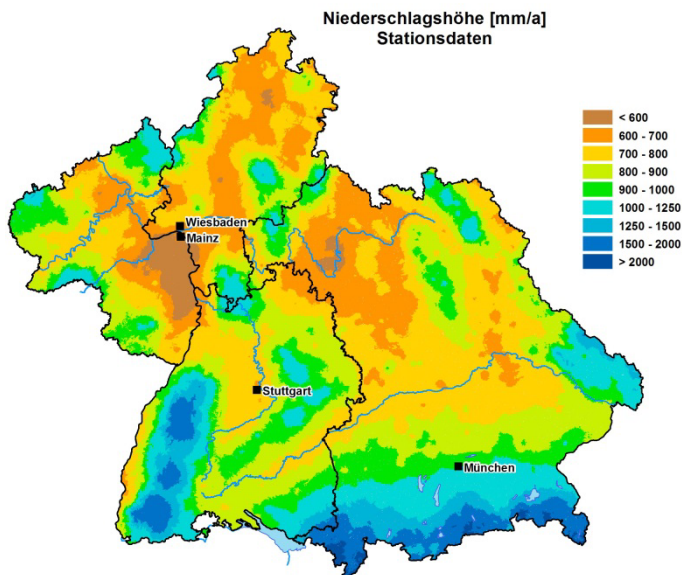 Niederschlagshöhe [mm/a]
Stationsdaten
< 600
600 - 700
700 - 800
800 - 900
900 - 1000
1000 - 1250
1250 - 1500
1500 - 2000
> 2000
Wiesbaden
Mainz
Stuttgart
München